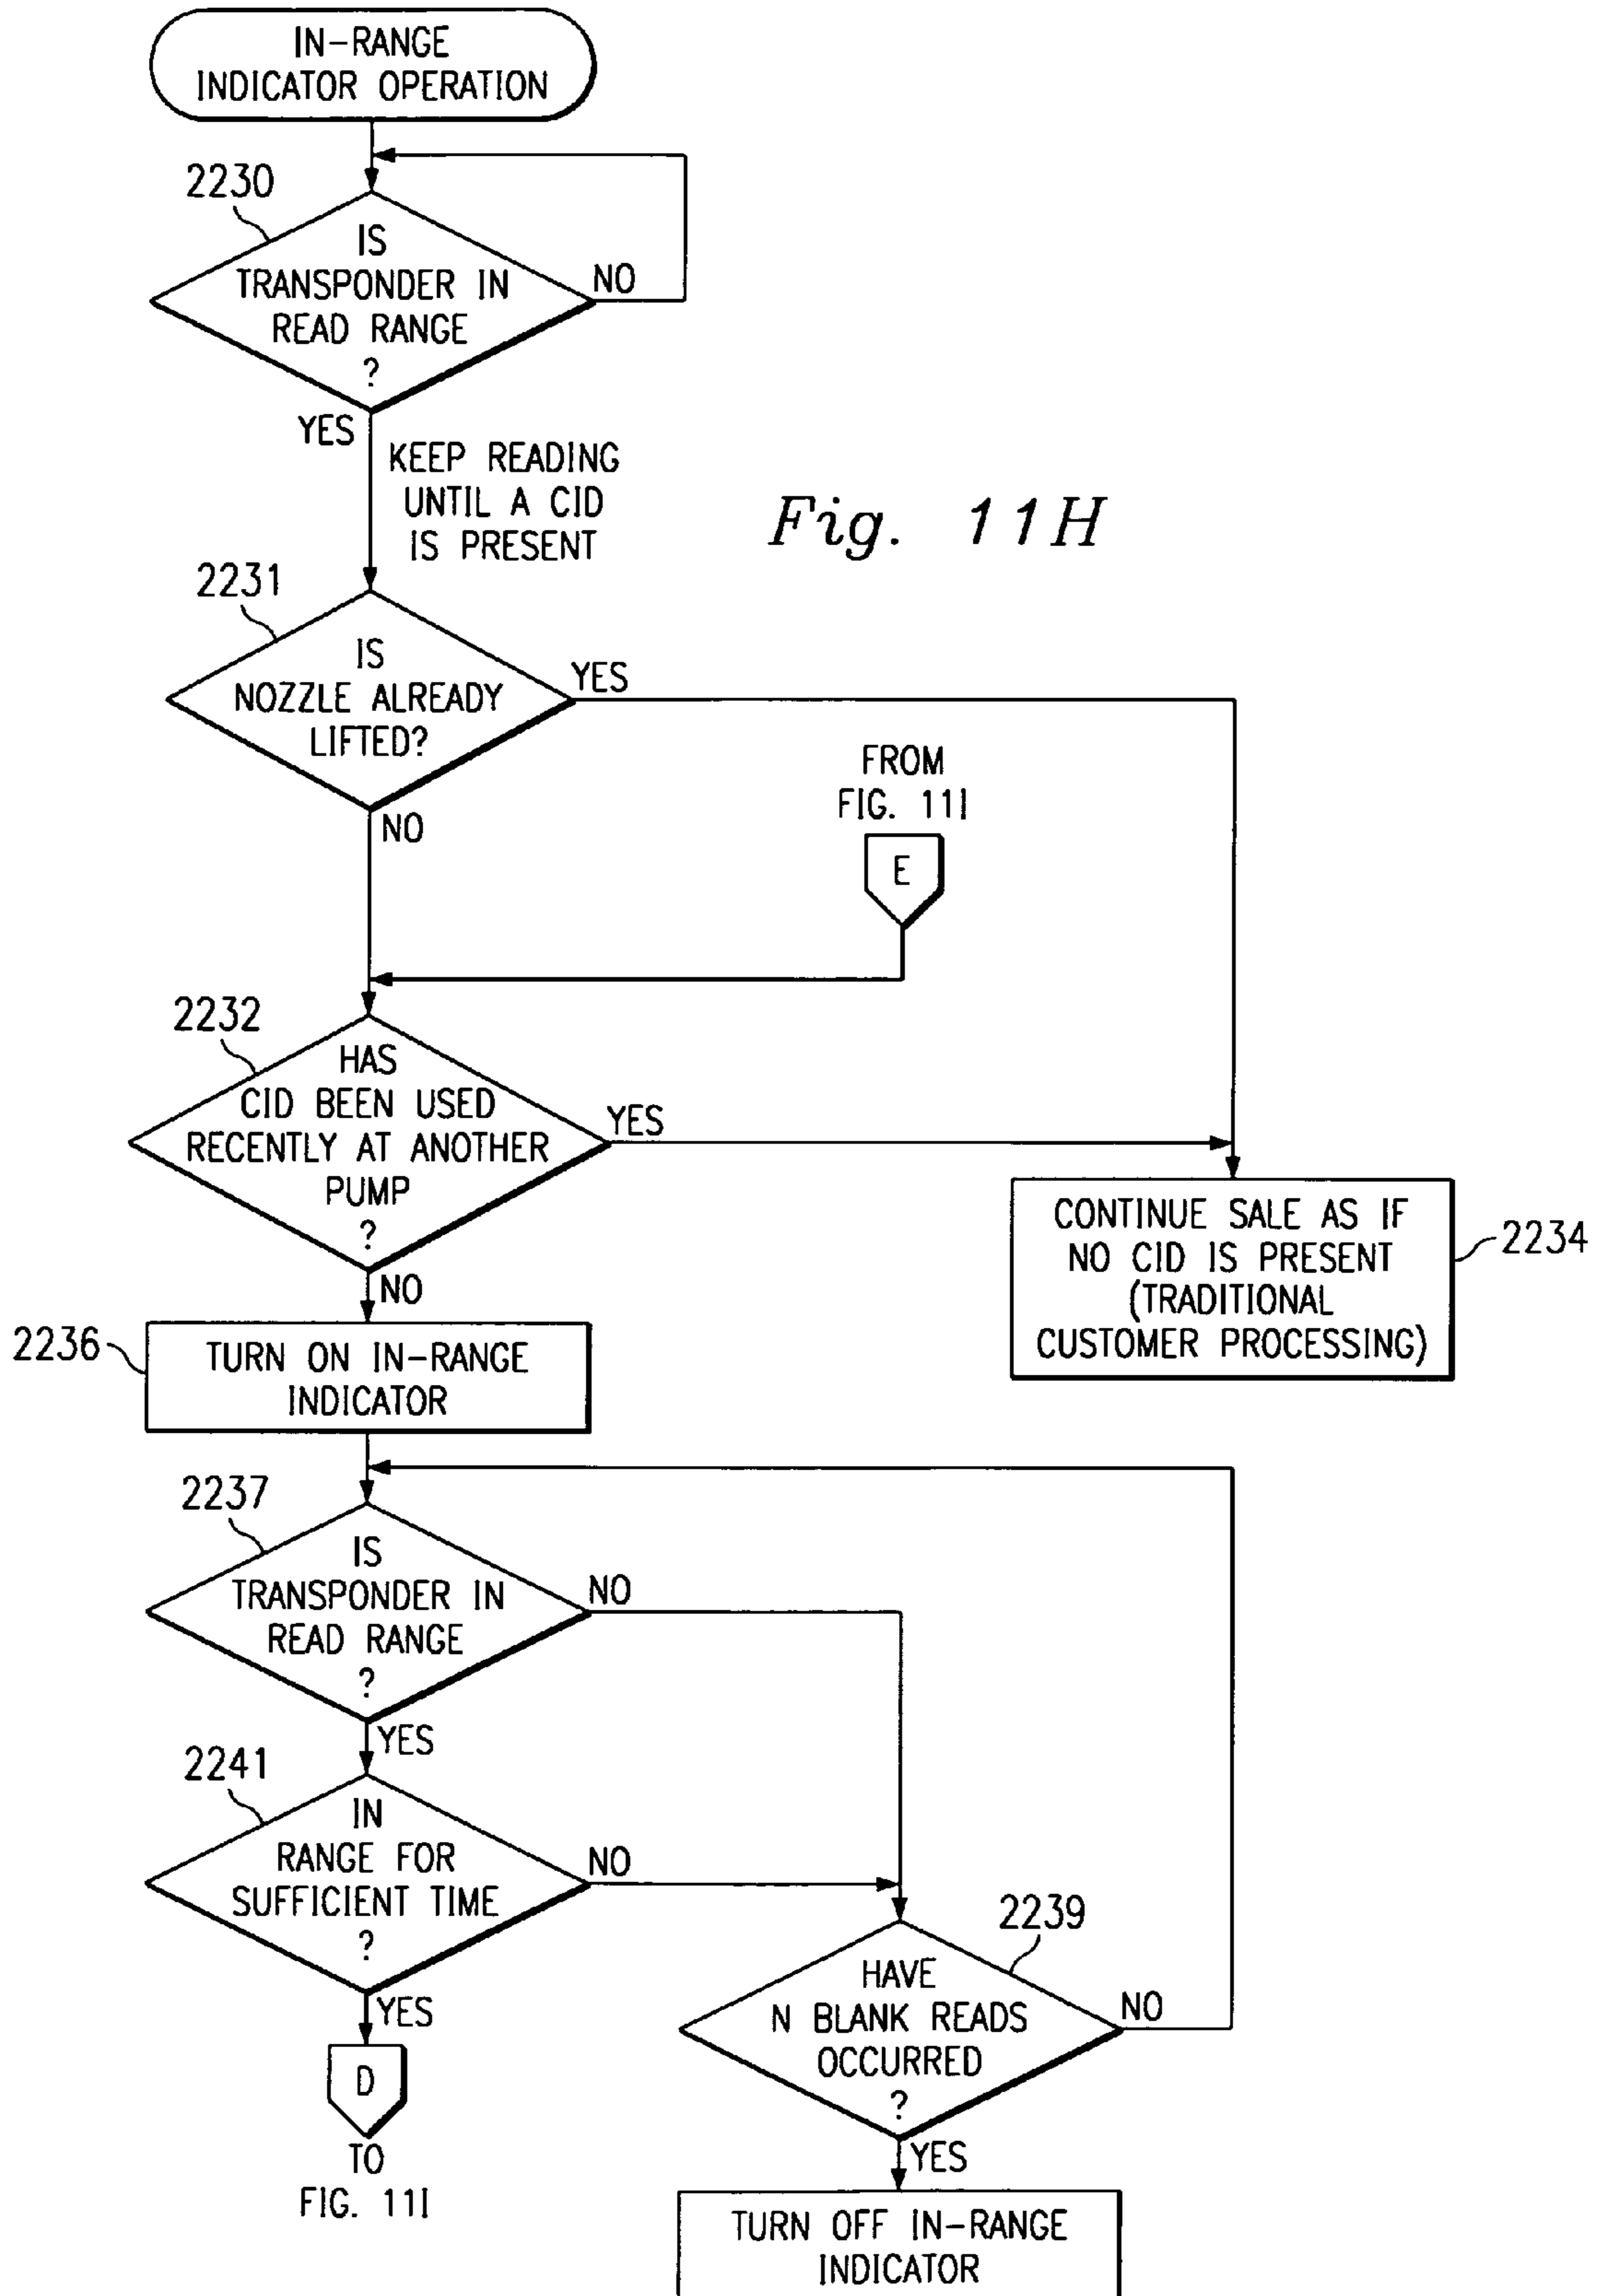 IN-RANGE
INDICATOR OPERATION
2230
IS
TRANSPONDER IN
READ RANGE
?
NO
YES
KEEP READING
UNTIL A CID
IS PRESENT
Fig. 11H
2231
IS
NOZZLE ALREADY
LIFTED?
YES
NO
FROM
FIG. 11I
E
2232
HAS
CID BEEN USED
RECENTLY AT ANOTHER
PUMP
?
YES
NO
CONTINUE SALE AS IF
NO CID IS PRESENT
(TRADITIONAL
CUSTOMER PROCESSING)
2234
2236
TURN ON IN-RANGE
INDICATOR
2237
IS
TRANSPONDER IN
READ RANGE
?
NO
YES
2241
IN
RANGE FOR
SUFFICIENT TIME
?
NO
YES
D
TO
FIG. 11I
2239
HAVE
N BLANK READS
OCCURRED
?
NO
YES
TURN OFF IN-RANGE
INDICATOR